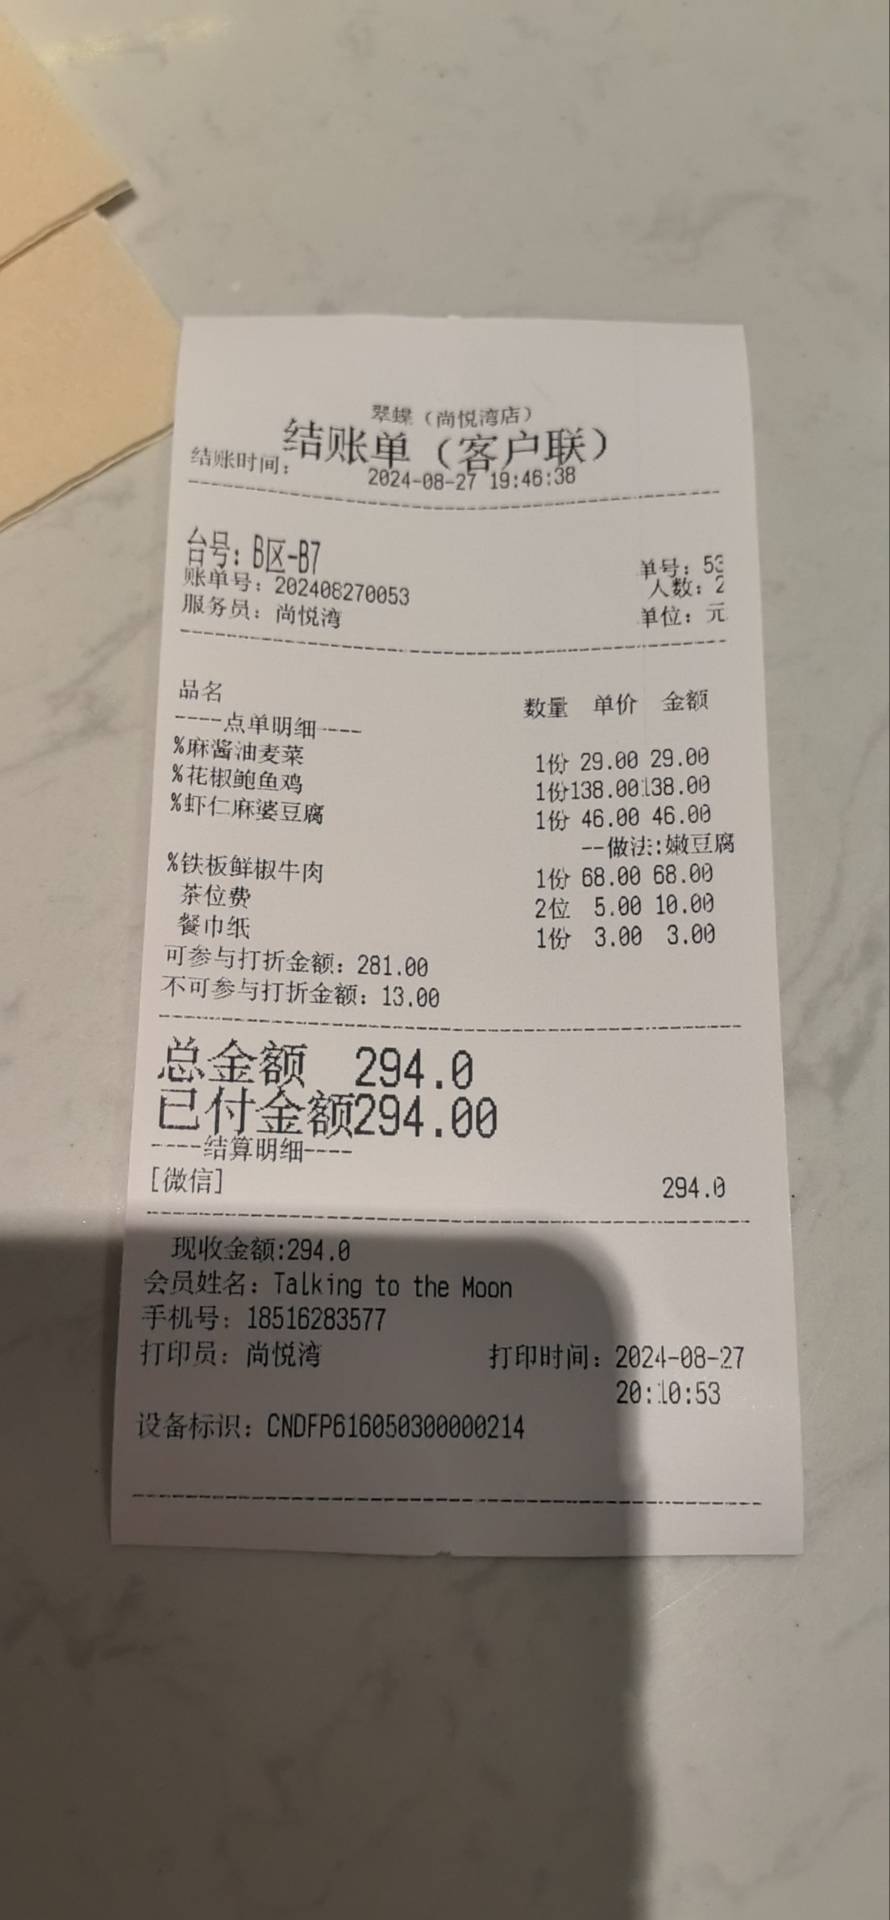 翠蝶（尚悦湾店）
结账单（客户联）
结账时间： 2024-08-27 19:46:38
台号：B区-B7
单号：53
账单号：202408270053
人数：2
服务员：尚悦湾
单位：元
品名 数量 单价 金额
----点单明细----
%麻酱油麦菜 1份 29.00 29.00
%花椒鲍鱼鸡 1份 138.00 138.00
%虾仁麻婆豆腐 1份 46.00 46.00
--做法:嫩豆腐
%铁板鲜椒牛肉 1份 68.00 68.00
茶位费 2位 5.00 10.00
餐巾纸 1份 3.00 3.00
可参与打折金额：281.00
不可参与打折金额：13.00
总金额 294.0
已付金额294.00
----结算明细----
[微信] 294.0
现收金额:294.0
会员姓名：Talking to the Moon
手机号：18516283577
打印员：尚悦湾 打印时间：2024-08-27
20:10:53
设备标识：CNDFP616050300000214